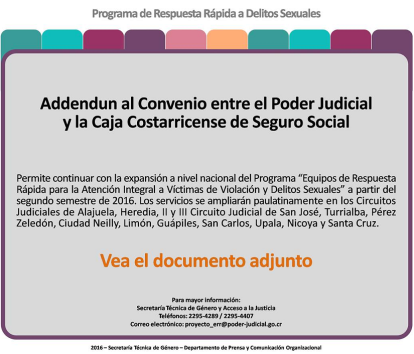 Programa de Respuesta Rápida a Delitos Sexuales
Addendun al Convenio entre el Poder Judicial
y la Caja Costarricense de Seguro Social
Permite continuar con la expansión a nivel nacional del Programa “Equipos de Respuesta
Rápida para la Atención Integral a Víctimas de Violación y Delitos Sexuales” a partir del
segundo semestre de 2016. Los servicios se ampliarán paulatinamente en los Circuitos
Judiciales de Alajuela, Heredia, II y III Circuito Judicial de San José, Turrialba, Pérez
Zeledón, Ciudad Neilly, Limón, Guápiles, San Carlos, Upala, Nicoya y Santa Cruz.
Vea el documento adjunto
Para mayor información:
Secretaría Técnica de Género y Acceso a la Justicia
Teléfonos: 2295-4289 / 2295-4407
Correo electrónico: proyecto_err@poder-judicial.go.cr
2016 – Secretaría Técnica de Género – Departamento de Prensa y Comunicación Organizacional